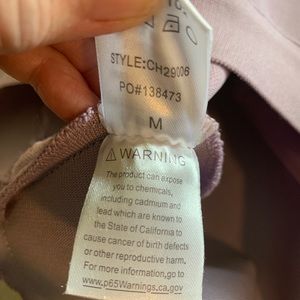 STYLE:CH29006
PO#138473
M
⚠ WARNING
The product can expose
you to chemicals,
including cadmium and
lead which are known to
the State of California to
cause cancer of birth defects
or other reproductive harm.
For more information,go to
www.p65Warnings.ca.gov